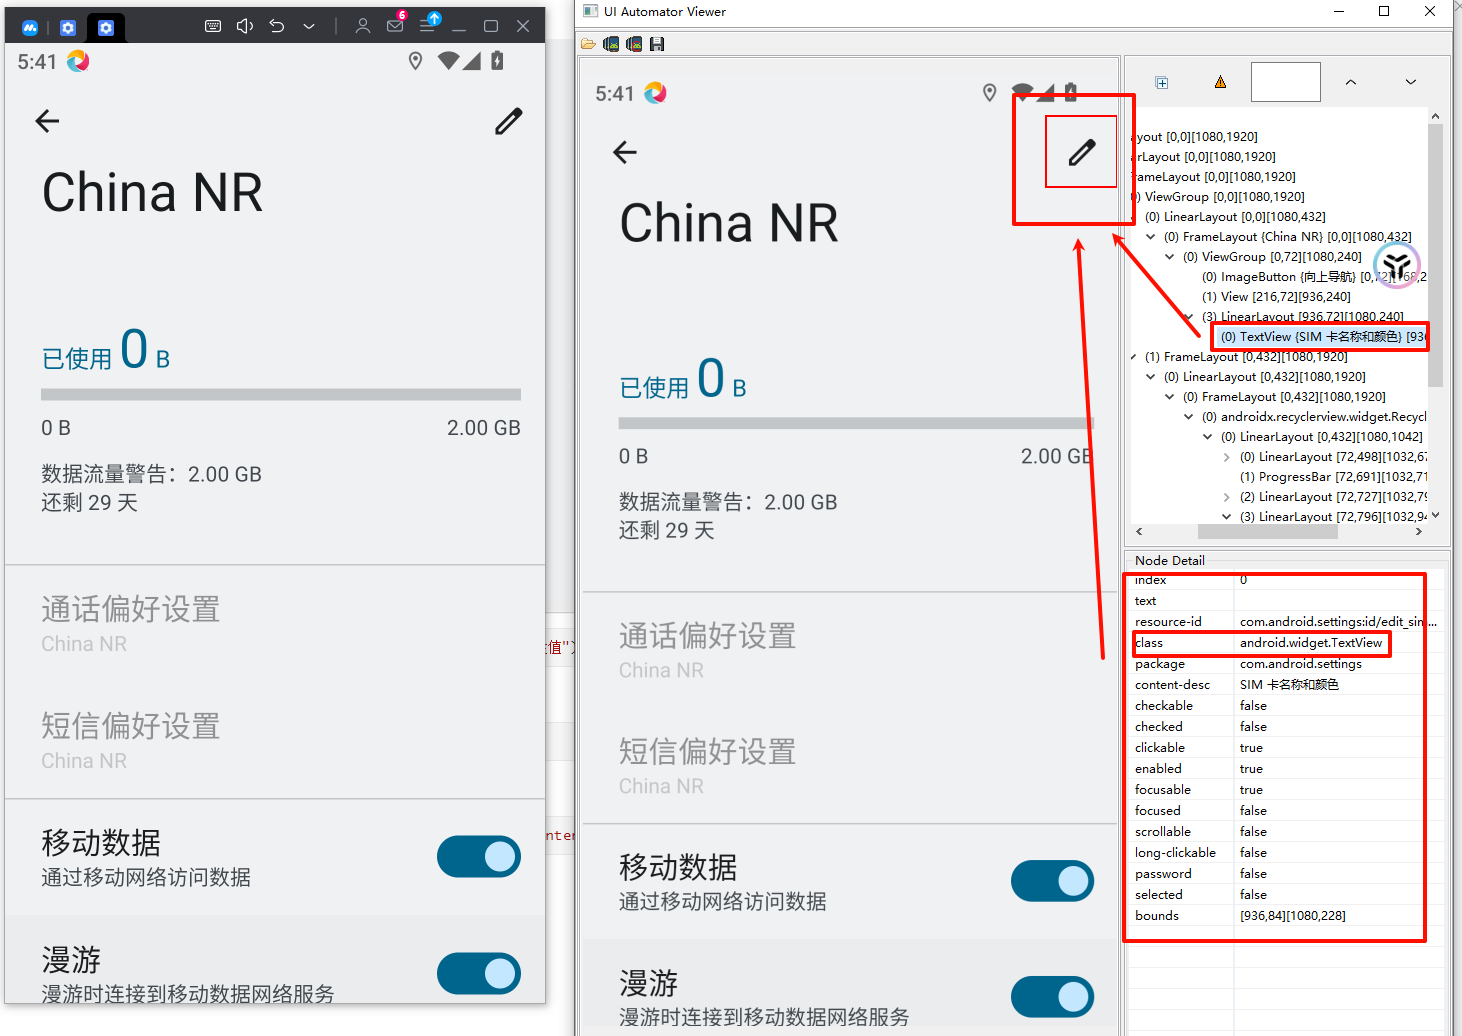 6
5:41
China NR
已使用 0 B
0 B
2.00 GB
数据流量警告：2.00 GB
还剩 29 天
通话偏好设置
China NR
短信偏好设置
China NR
移动数据
通过移动网络访问数据
漫游
漫游时连接到移动数据网络服务
值")
nter
UI Automator Viewer
5:41
China NR
已使用 0 B
0 B
2.00 GB
数据流量警告：2.00 GB
还剩 29 天
通话偏好设置
China NR
短信偏好设置
China NR
移动数据
通过移动网络访问数据
漫游
漫游时连接到移动数据网络服务
ayout [0,0][1080,1920]
arLayout [0,0][1080,1920]
rameLayout [0,0][1080,1920]
) ViewGroup [0,0][1080,1920]
(0) LinearLayout [0,0][1080,432]
(0) FrameLayout {China NR} [0,0][1080,432]
(0) ViewGroup [0,72][1080,240]
(0) ImageButton {向上导航} [0,72][168,2
(1) View [216,72][936,240]
(3) LinearLayout [936,72][1080,240]
(0) TextView {SIM 卡名称和颜色} [936
(1) FrameLayout [0,432][1080,1920]
(0) LinearLayout [0,432][1080,1920]
(0) FrameLayout [0,432][1080,1920]
(0) androidx.recyclerview.widget.Recycl
(0) LinearLayout [0,432][1080,1042]
(0) LinearLayout [72,498][1032,67
(1) ProgressBar [72,691][1032,71
(2) LinearLayout [72,727][1032,79
(3) LinearLayout [72,796][1032,94
Node Detail
index 0
text
resource-id com.android.settings:id/edit_sim...
class android.widget.TextView
package com.android.settings
content-desc SIM 卡名称和颜色
checkable false
checked false
clickable true
enabled true
focusable true
focused false
scrollable false
long-clickable false
password false
selected false
bounds [936,84][1080,228]